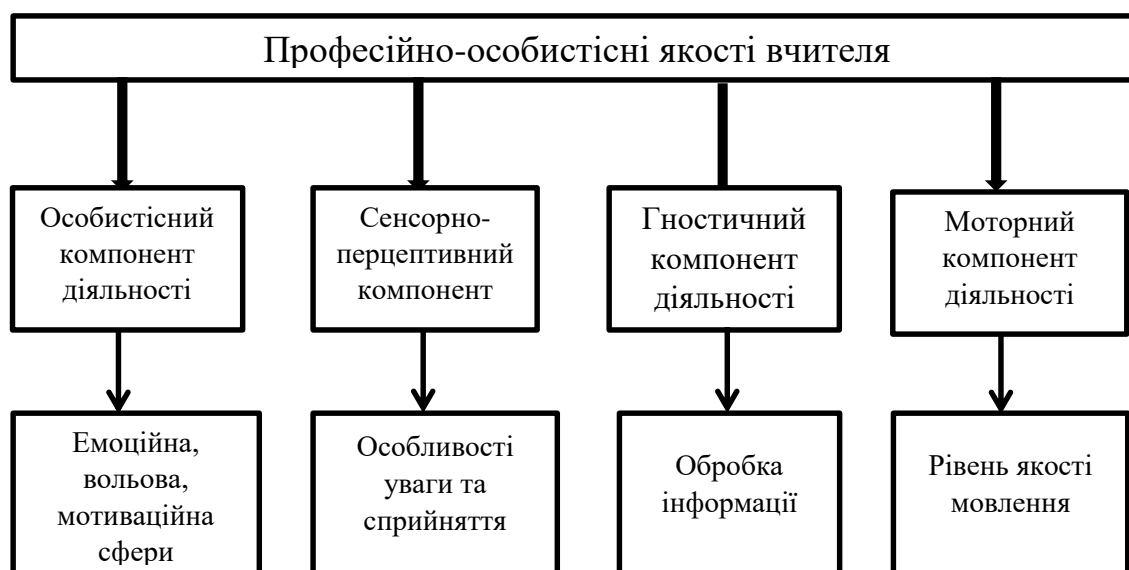 Професійно-особистісні якості вчителя
Особистісний
компонент
діяльності
Сенсорно-
перцептивний
компонент
Гностичний
компонент
діяльності
Моторний
компонент
діяльності
Емоційна,
вольова,
мотиваційна
сфери
Особливості
уваги та
сприйняття
Обробка
інформації
Рівень якості
мовлення